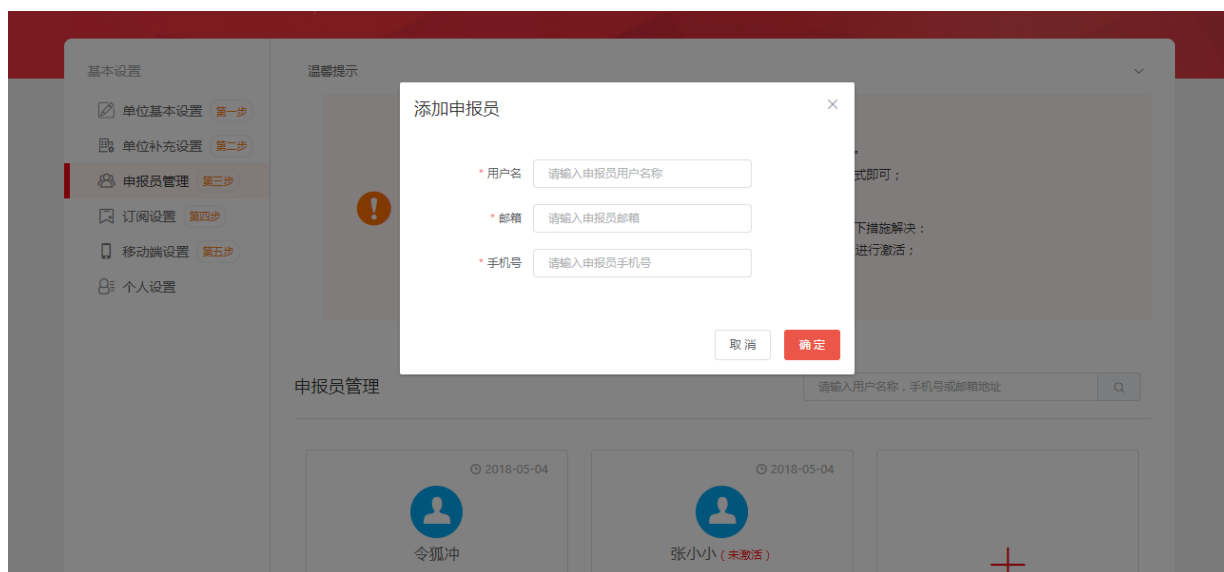 基本设置
单位基本设置 第一步
单位补充设置 第二步
申报员管理 第三步
订阅设置 第四步
移动端设置 第五步
个人设置
温馨提示
添加申报员
* 用户名 请输入申报员用户名称
* 邮箱 请输入申报员邮箱
* 手机号 请输入申报员手机号
取消 确定
式即可；
下措施解决：
进行激活；
申报员管理
请输入用户名称，手机号或邮箱地址
2018-05-04
令狐冲
2018-05-04
张小小（未激活）